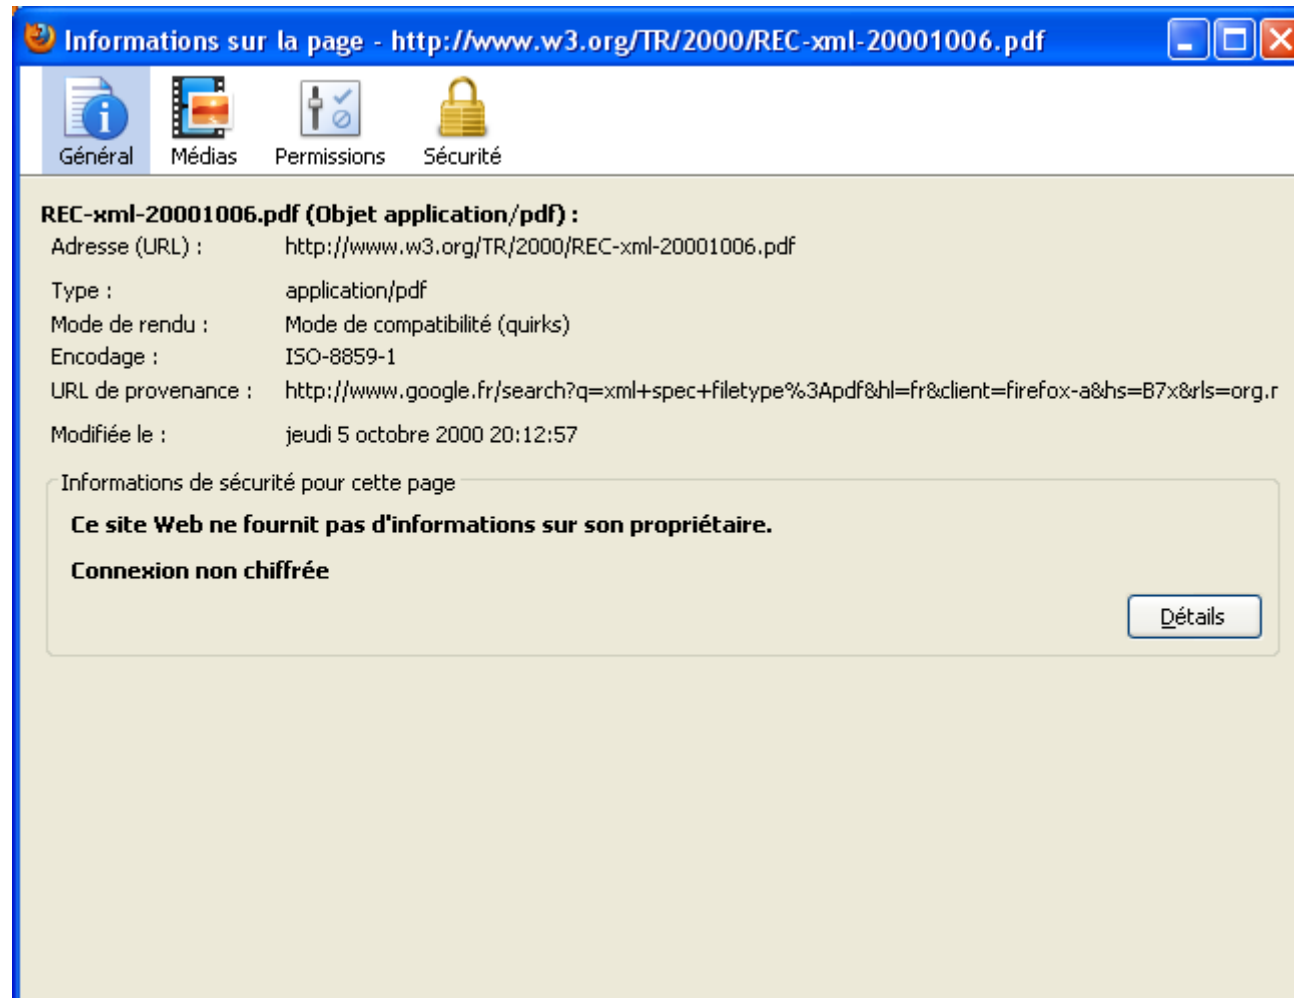 Informations sur la page - http://www.w3.org/TR/2000/REC-xml-20001006.pdf
Général Médias Permissions Sécurité
REC-xml-20001006.pdf (Objet application/pdf) :
Adresse (URL) : http://www.w3.org/TR/2000/REC-xml-20001006.pdf
Type : application/pdf
Mode de rendu : Mode de compatibilité (quirks)
Encodage : ISO-8859-1
URL de provenance : http://www.google.fr/search?q=xml+spec+filetype%3Apdf&hl=fr&client=firefox-a&hs=B7x&rls=org.r
Modifiée le : jeudi 5 octobre 2000 20:12:57
Informations de sécurité pour cette page
Ce site Web ne fournit pas d'informations sur son propriétaire.
Connexion non chiffrée
Détails